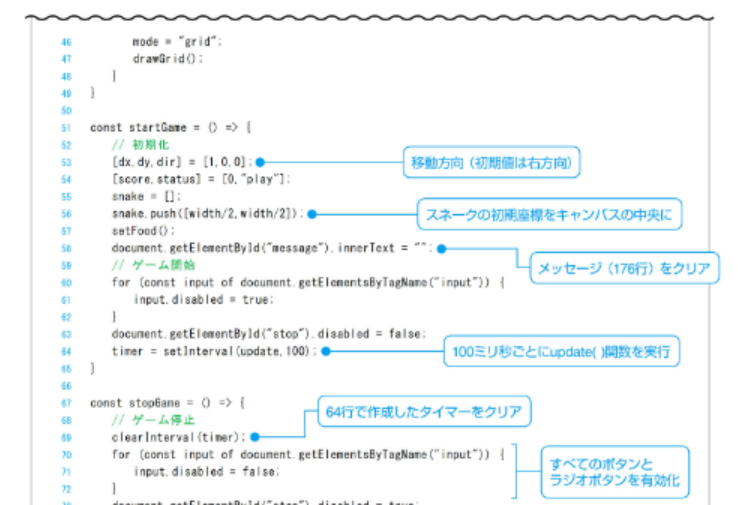 46 mode = "grid";
47 drawGrid();
48 }
49 }
50
51 const startGame = () => {
52 // 初期化
53 [dx,dy,dir] = [1,0,0]; 移動方向（初期値は右方向）
54 [score,status] = [0,"play"];
55 snake = [];
56 snake.push([width/2,width/2]); スネークの初期座標をキャンバスの中央に
57 setFood();
58 document.getElementById("message").innerText = ""; メッセージ（176行）をクリア
59 // ゲーム開始
60 for (const input of document.getElementsByTagName("input")) {
61 input.disabled = true;
62 }
63 document.getElementById("stop").disabled = false;
64 timer = setInterval(update,100); 100ミリ秒ごとにupdate( )関数を実行
65 }
66
67 const stopGame = () => { 64行で作成したタイマーをクリア
68 // ゲーム停止
69 clearInterval(timer);
70 for (const input of document.getElementsByTagName("input")) {
71 input.disabled = false;
72 }
すべてのボタンと
ラジオボタンを有効化
document.getElementById("stop").disabled = true;